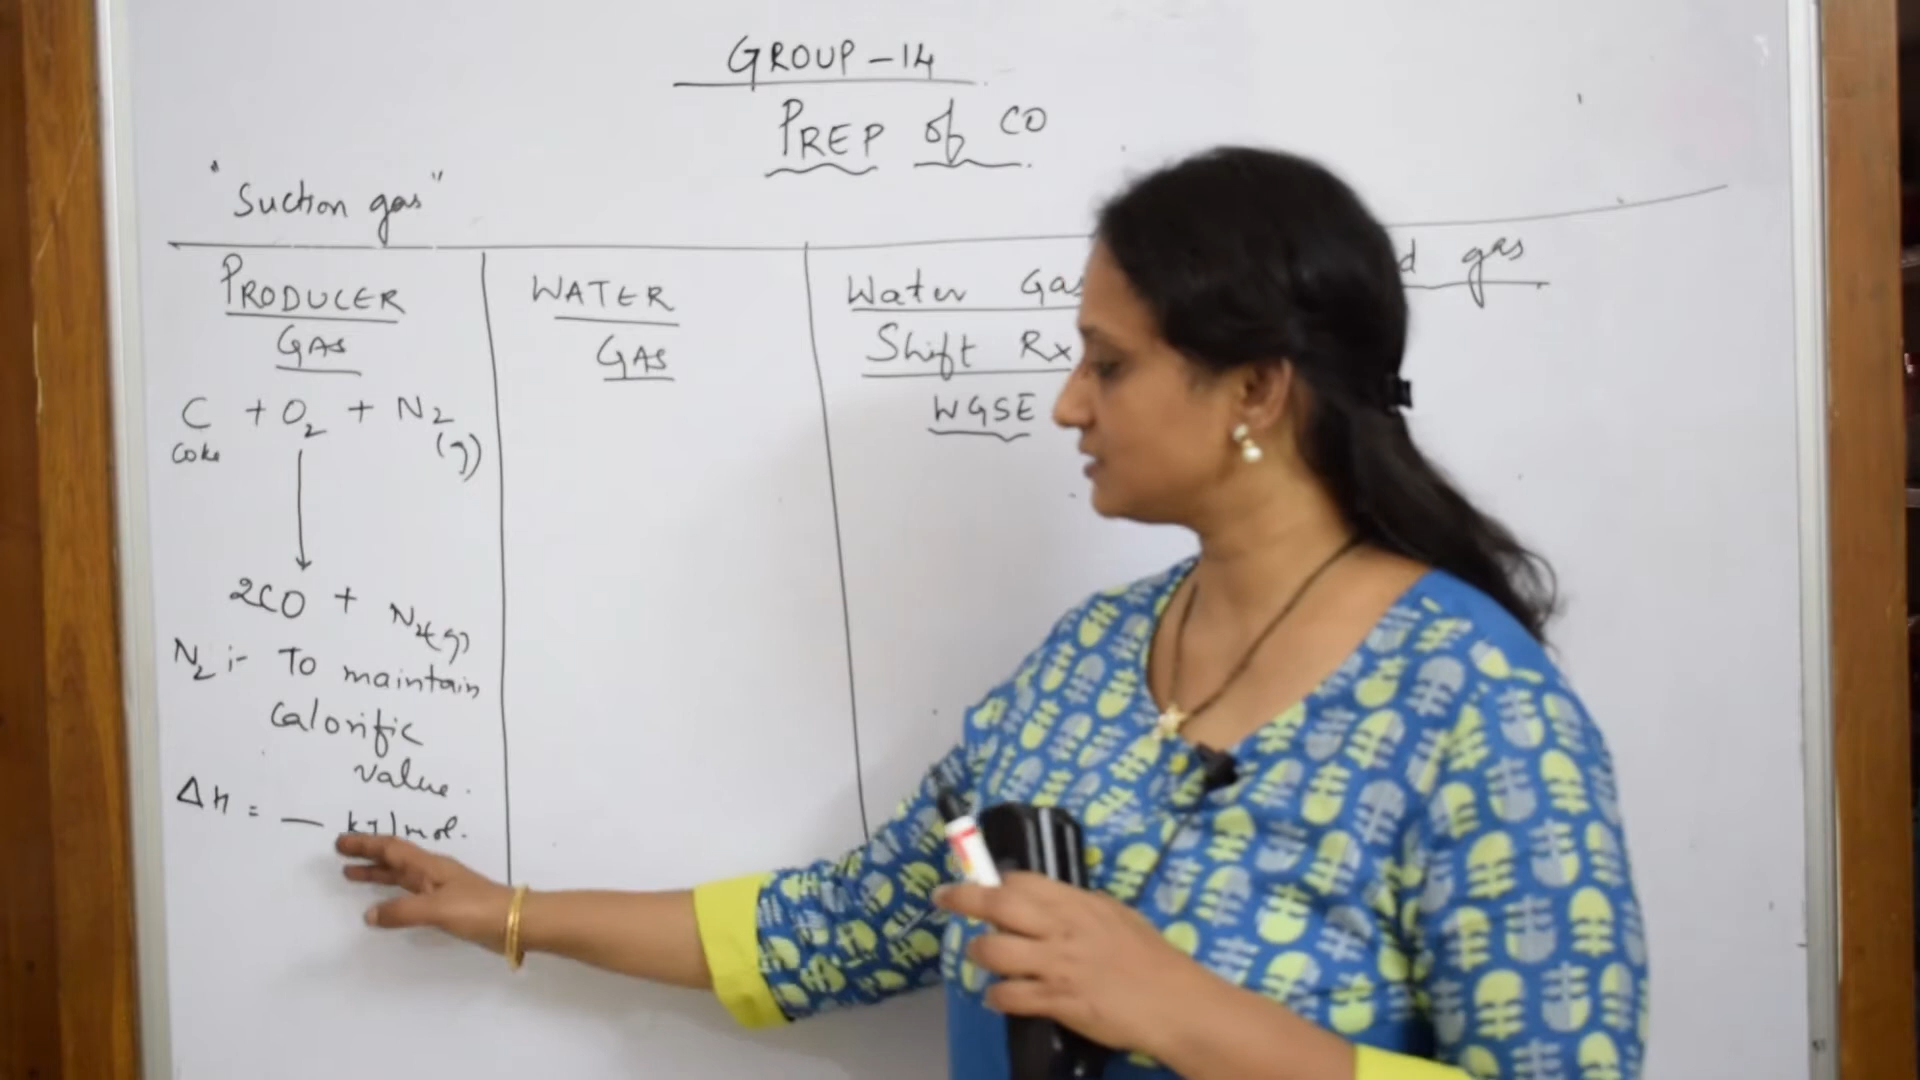 GROUP-14
PREP of CO
"Suction gas"
PRODUCER
GAS
C + O2 + N2
Coke (g)
2CO + N2(g)
N2 :- To maintain
Calorific
value.
ΔH = — kJ/mol.
WATER
GAS
Water Gas
Shift Rx
WGSE
gas